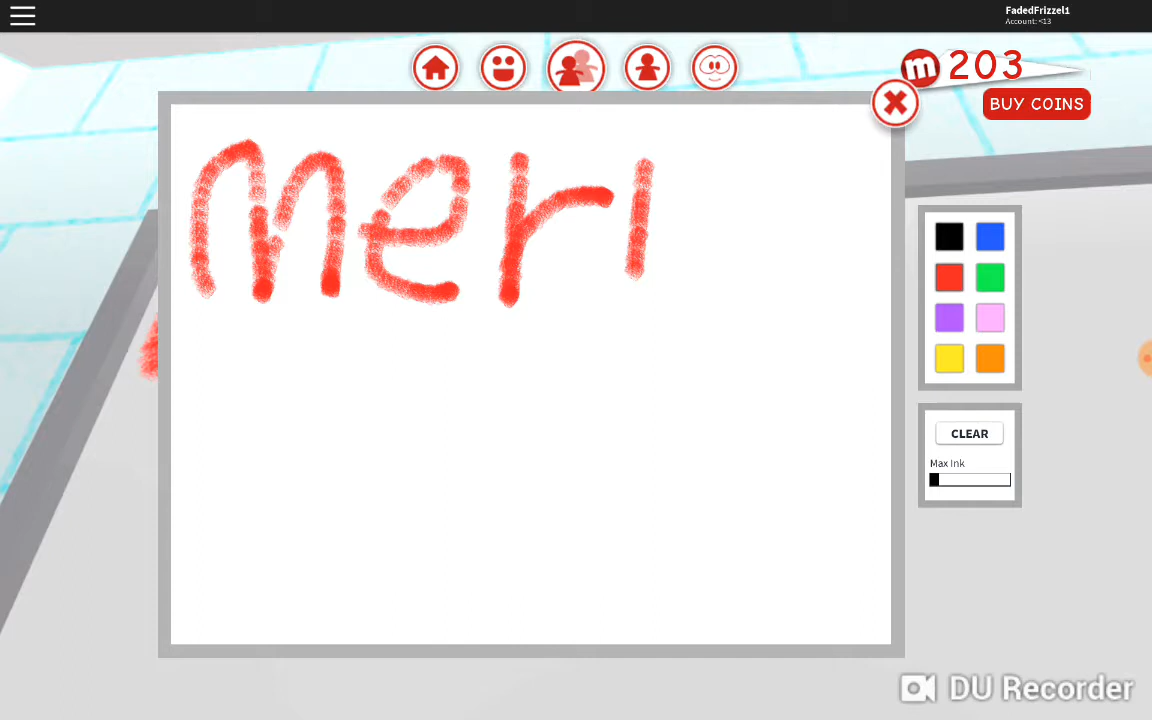 FadedFrizzel1
Account: <13
m 203
BUY COINS
merI
CLEAR
Max Ink
DU Recorder